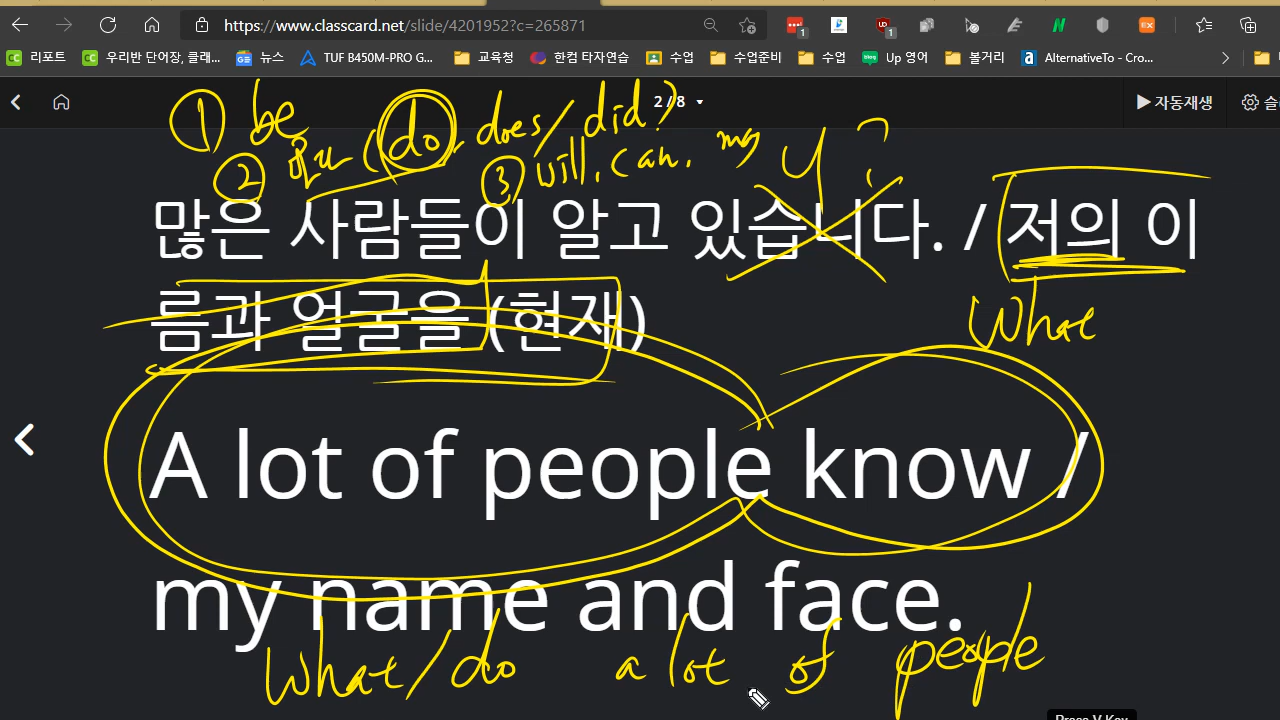 https://www.classcard.net/slide/4201952?c=265871
리포트 우리반 단어장, 클래... 뉴스 TUF B450M-PRO G... 교육청 한컴 타자연습 수업 수업준비 수업 Up 영어 볼거리 AlternativeTo - Cro...
2 / 8 자동재생 슬
① be
② 일반 (do, does/did?
③ will, can, may
많은 사람들이 알고 있습니다. / 저의 이
름과 얼굴을 (현재)
What
A lot of people know /
my name and face.
What/do a lot of people
Press V Key